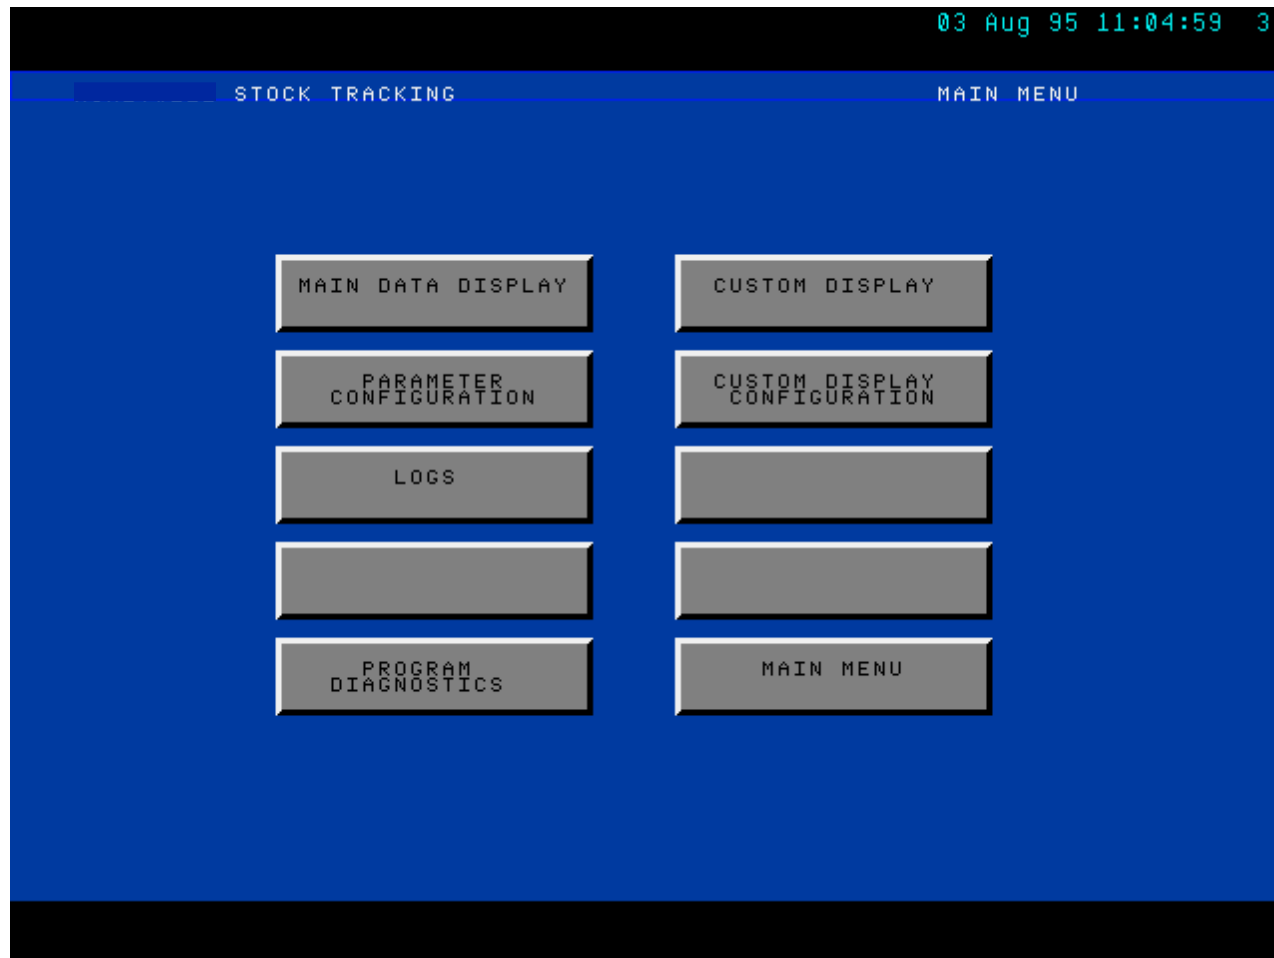 03 Aug 95 11:04:59 3
STOCK TRACKING MAIN MENU
MAIN DATA DISPLAY
CUSTOM DISPLAY
PARAMETER
CONFIGURATION
CUSTOM DISPLAY
CONFIGURATION
LOGS
PROGRAM
DIAGNOSTICS
MAIN MENU